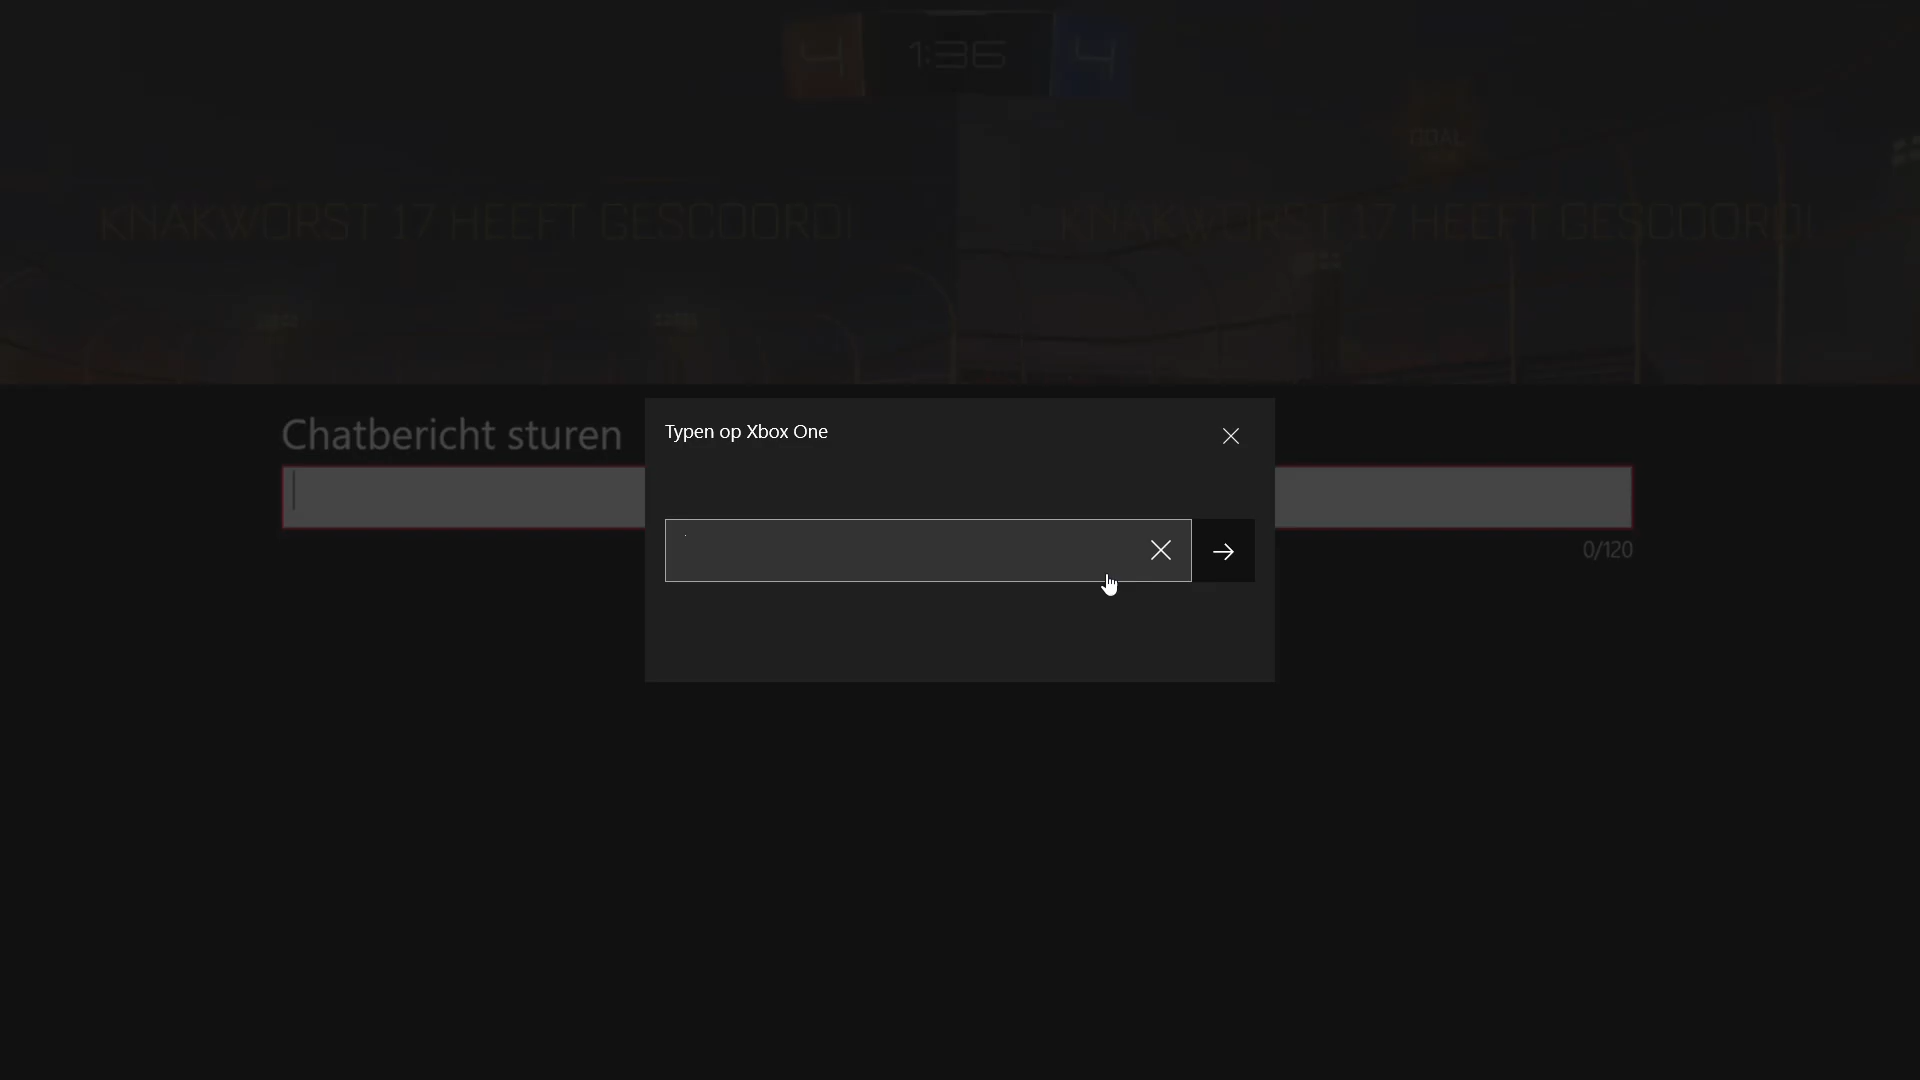 4 1:36 4
GOAL
KNAKWORST 17 HEEFT GESCOORD! KNAKWORST 17 HEEFT GESCOORD!
Chatbericht sturen
Typen op Xbox One
0/120